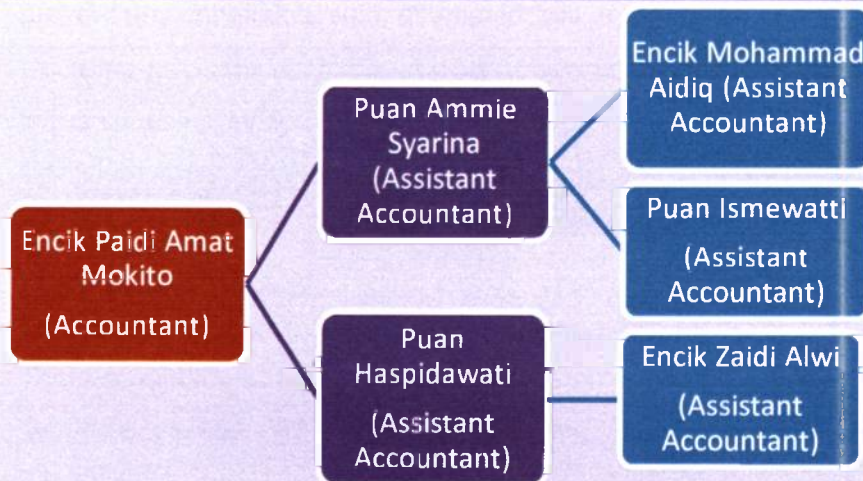 Encik Paidi Amat
Mokito
(Accountant)
Puan Ammie
Syarina
(Assistant
Accountant)
Puan
Haspidawati
(Assistant
Accountant)
Encik Mohammad
Aidiq (Assistant
Accountant)
Puan Ismewatti
(Assistant
Accountant)
Encik Zaidi Alwi
(Assistant
Accountant)